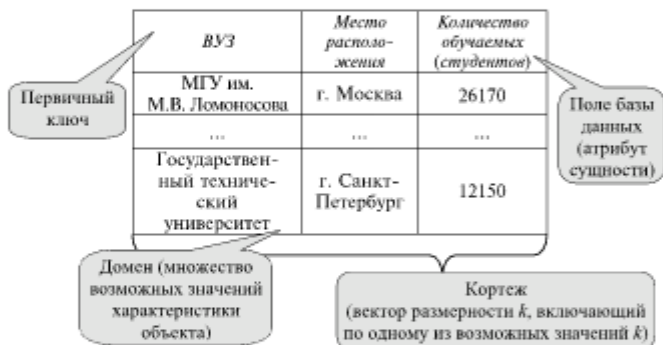 ВУЗ
Место
располо-
жения
Количество
обучаемых
(студентов)
Первичный
ключ
МГУ им.
М.В. Ломоносова
г. Москва
26170
Поле базы
данных
(атрибут
сущности)
...
...
...
Государствен-
ный техниче-
ский
университет
г. Санкт-
Петербург
12150
Домен (множество
возможных значений
характеристики
объекта)
Кортеж
(вектор размерности k, включающий
по одному из возможных значений k)